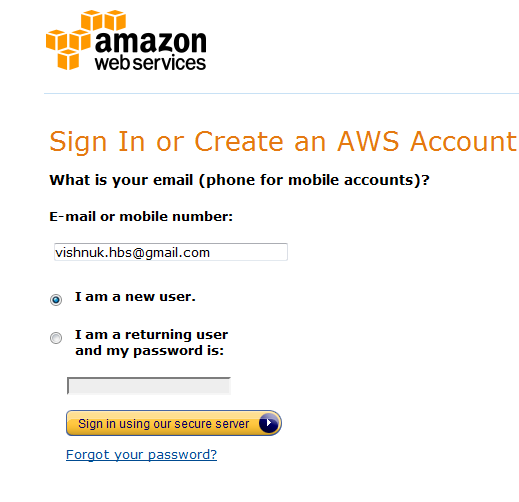 amazon
web services
Sign In or Create an AWS Account
What is your email (phone for mobile accounts)?
E-mail or mobile number:
vishnuk.hbs@gmail.com
I am a new user.
I am a returning user
and my password is:
Sign in using our secure server
Forgot your password?